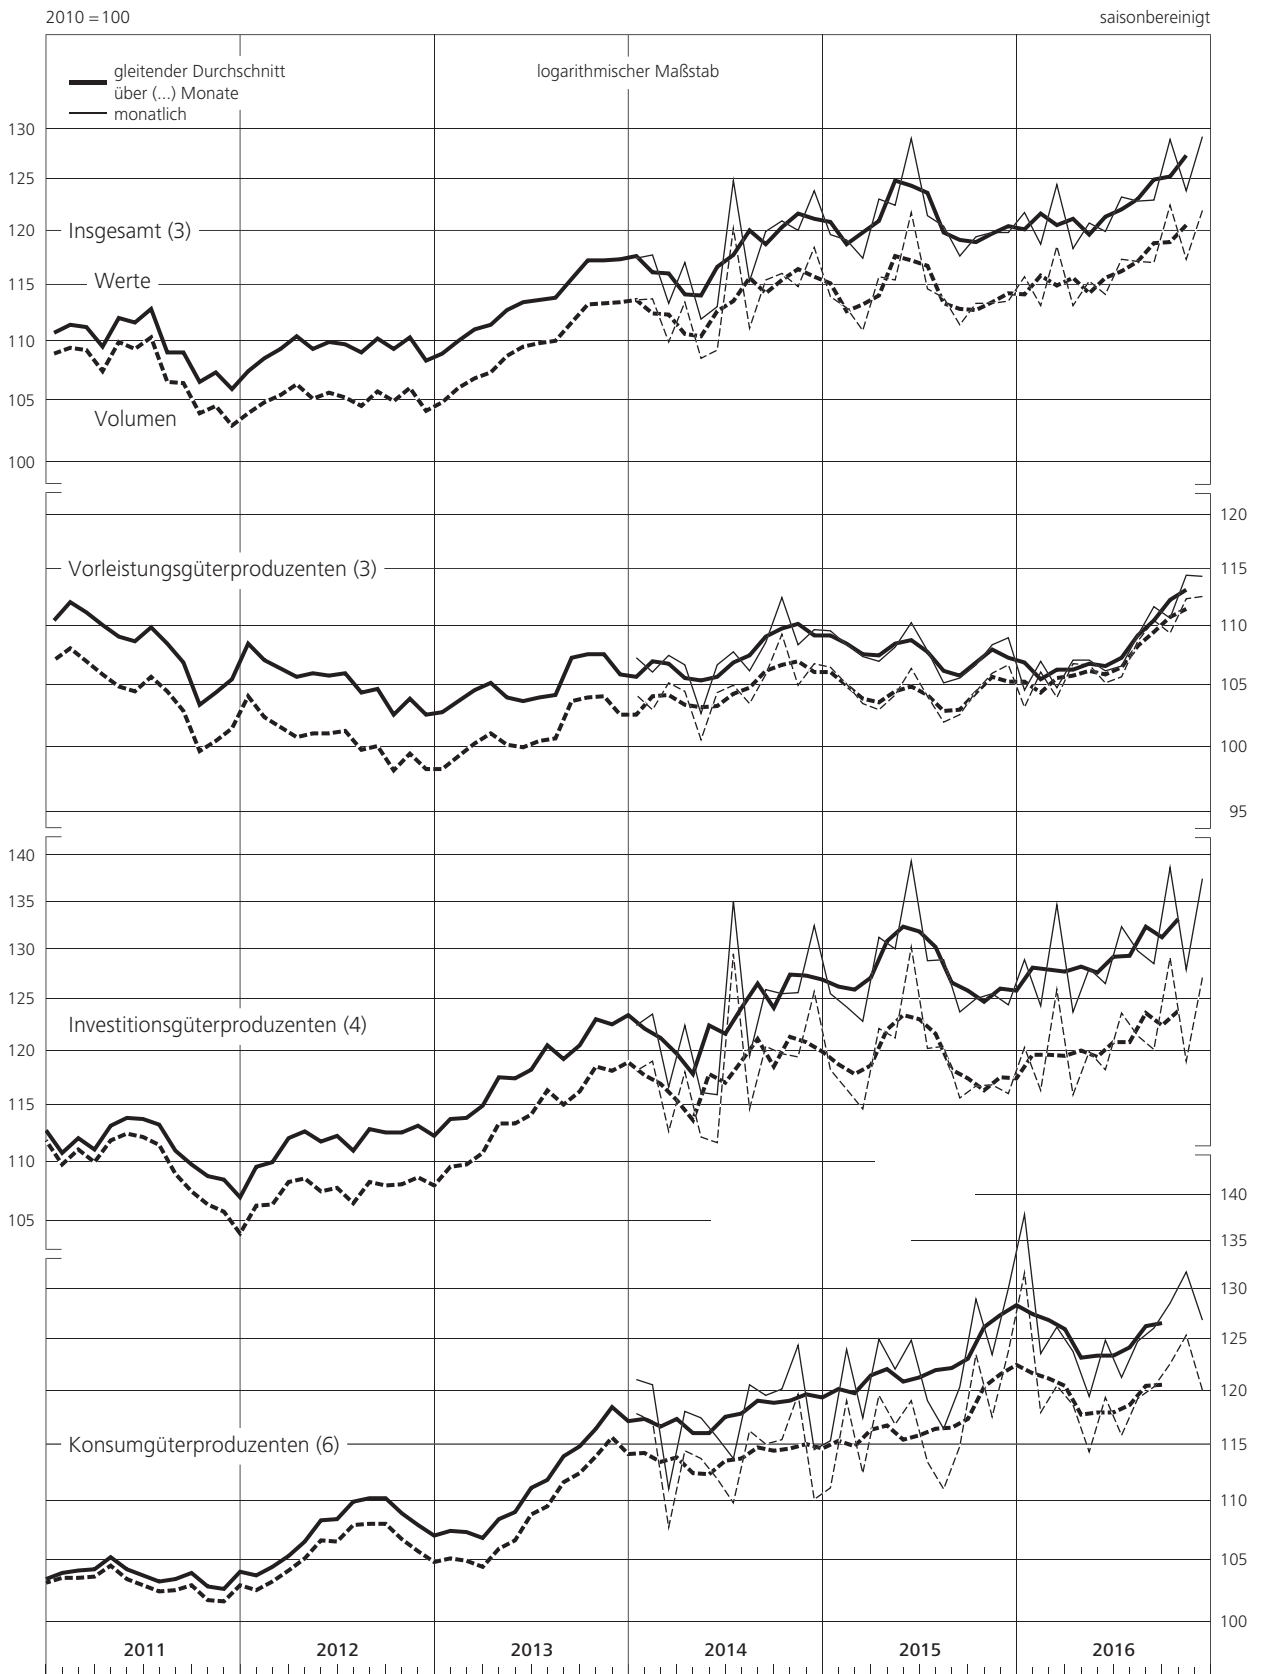 2010=100
saisonbereinigt
gleitender Durchschnitt
über (...) Monate
monatlich
logarithmischer Maßstab
130
125
Insgesamt (3)
120
Werte
115
110
105
Volumen
100
120
Vorleistungsgüterproduzenten (3)
115
110
105
100
95
140
135
130
125
Investitionsgüterproduzenten (4)
120
115
110
140
105
135
130
125
120
Konsumgüterproduzenten (6)
115
110
105
100
2011 2012 2013 2014 2015 2016